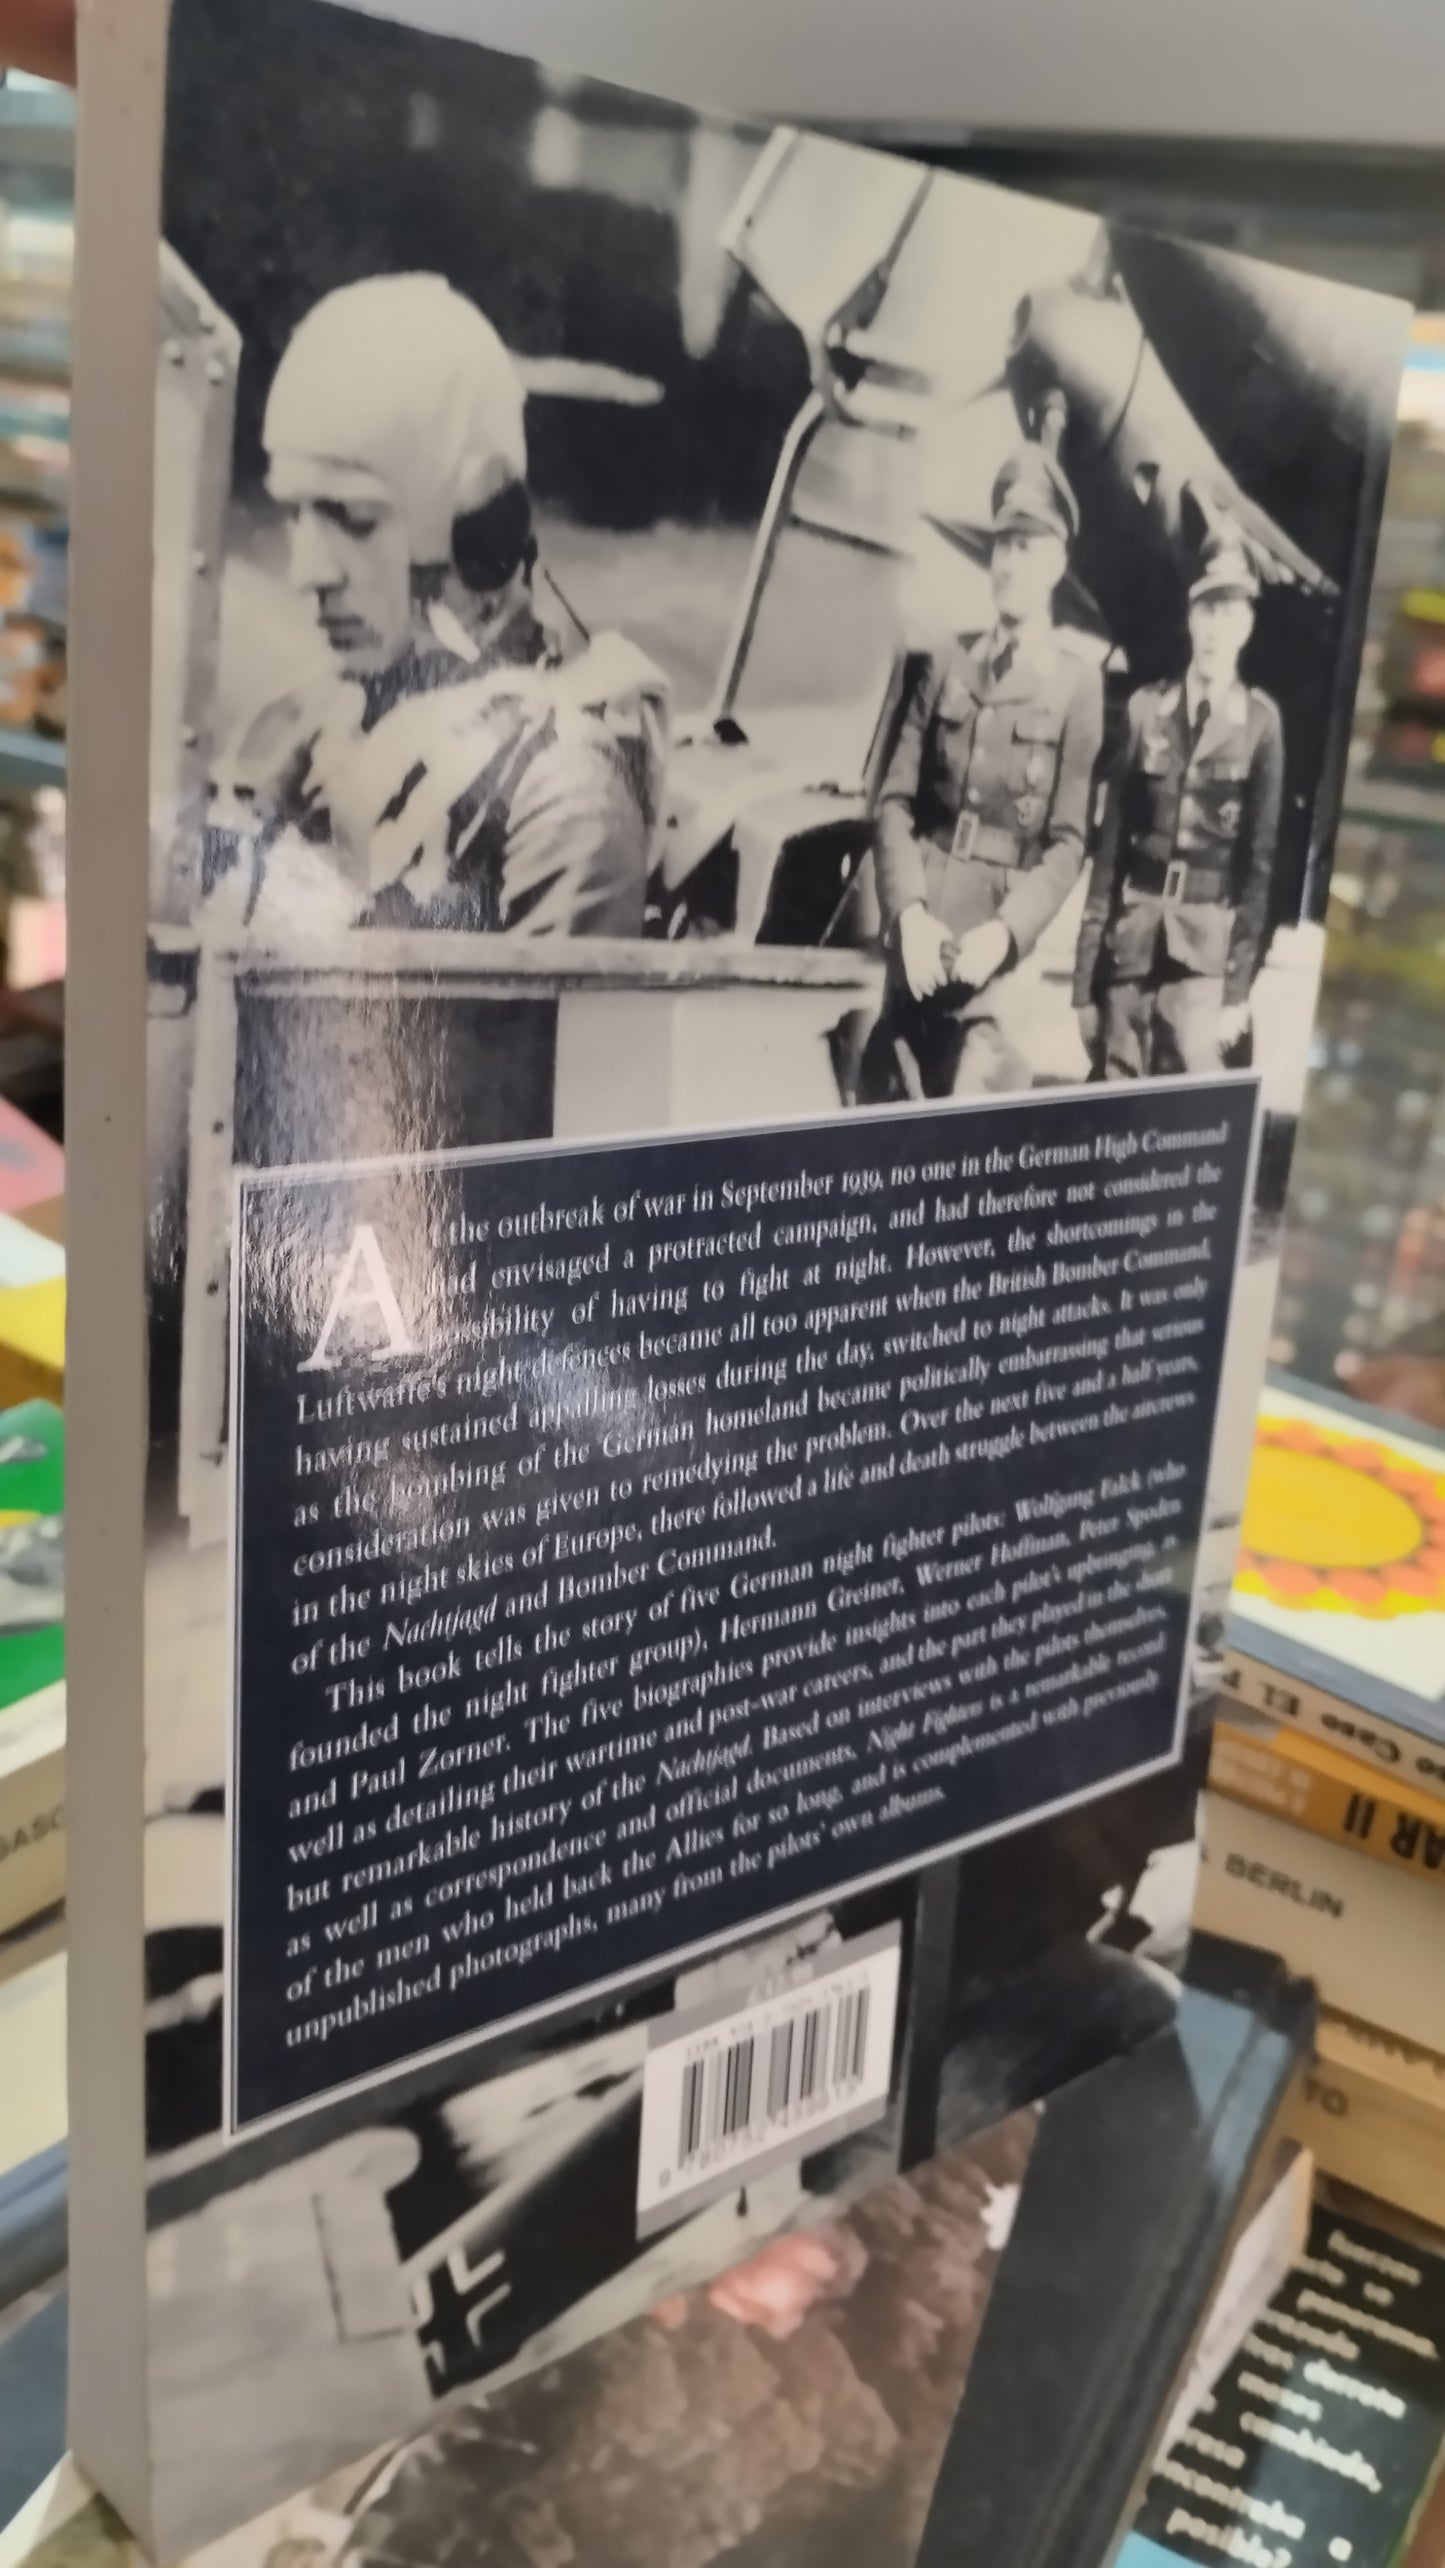 At the outbreak of war in September 1939, no one in the German High Command
had envisaged a protracted campaign, and had therefore not considered the
possibility of having to fight at night. However, the shortcomings in the
Luftwaffe's night defences became all too apparent when the British Bomber Command,
having sustained appalling losses during the day, switched to night attacks. It was only
as the bombing of the German homeland became politically embarrassing that serious
consideration was given to remedying the problem. Over the next five and a half years,
in the night skies of Europe, there followed a life and death struggle between the aircrews
of the Nachtjagd and Bomber Command.
This book tells the story of five German night fighter pilots: Wolfgang Falck (who
founded the night fighter group), Hermann Greiner, Werner Hoffman, Peter Spoden
and Paul Zorner. The five biographies provide insights into each pilot's upbringing, as
well as detailing their wartime and post-war careers, and the part they played in the short
but remarkable history of the Nachtjagd. Based on interviews with the pilots themselves,
as well as correspondence and official documents, Night Fighters is a remarkable record
of the men who held back the Allies for so long, and is complemented with previously
unpublished photographs, many from the pilots' own albums.
BERLIN